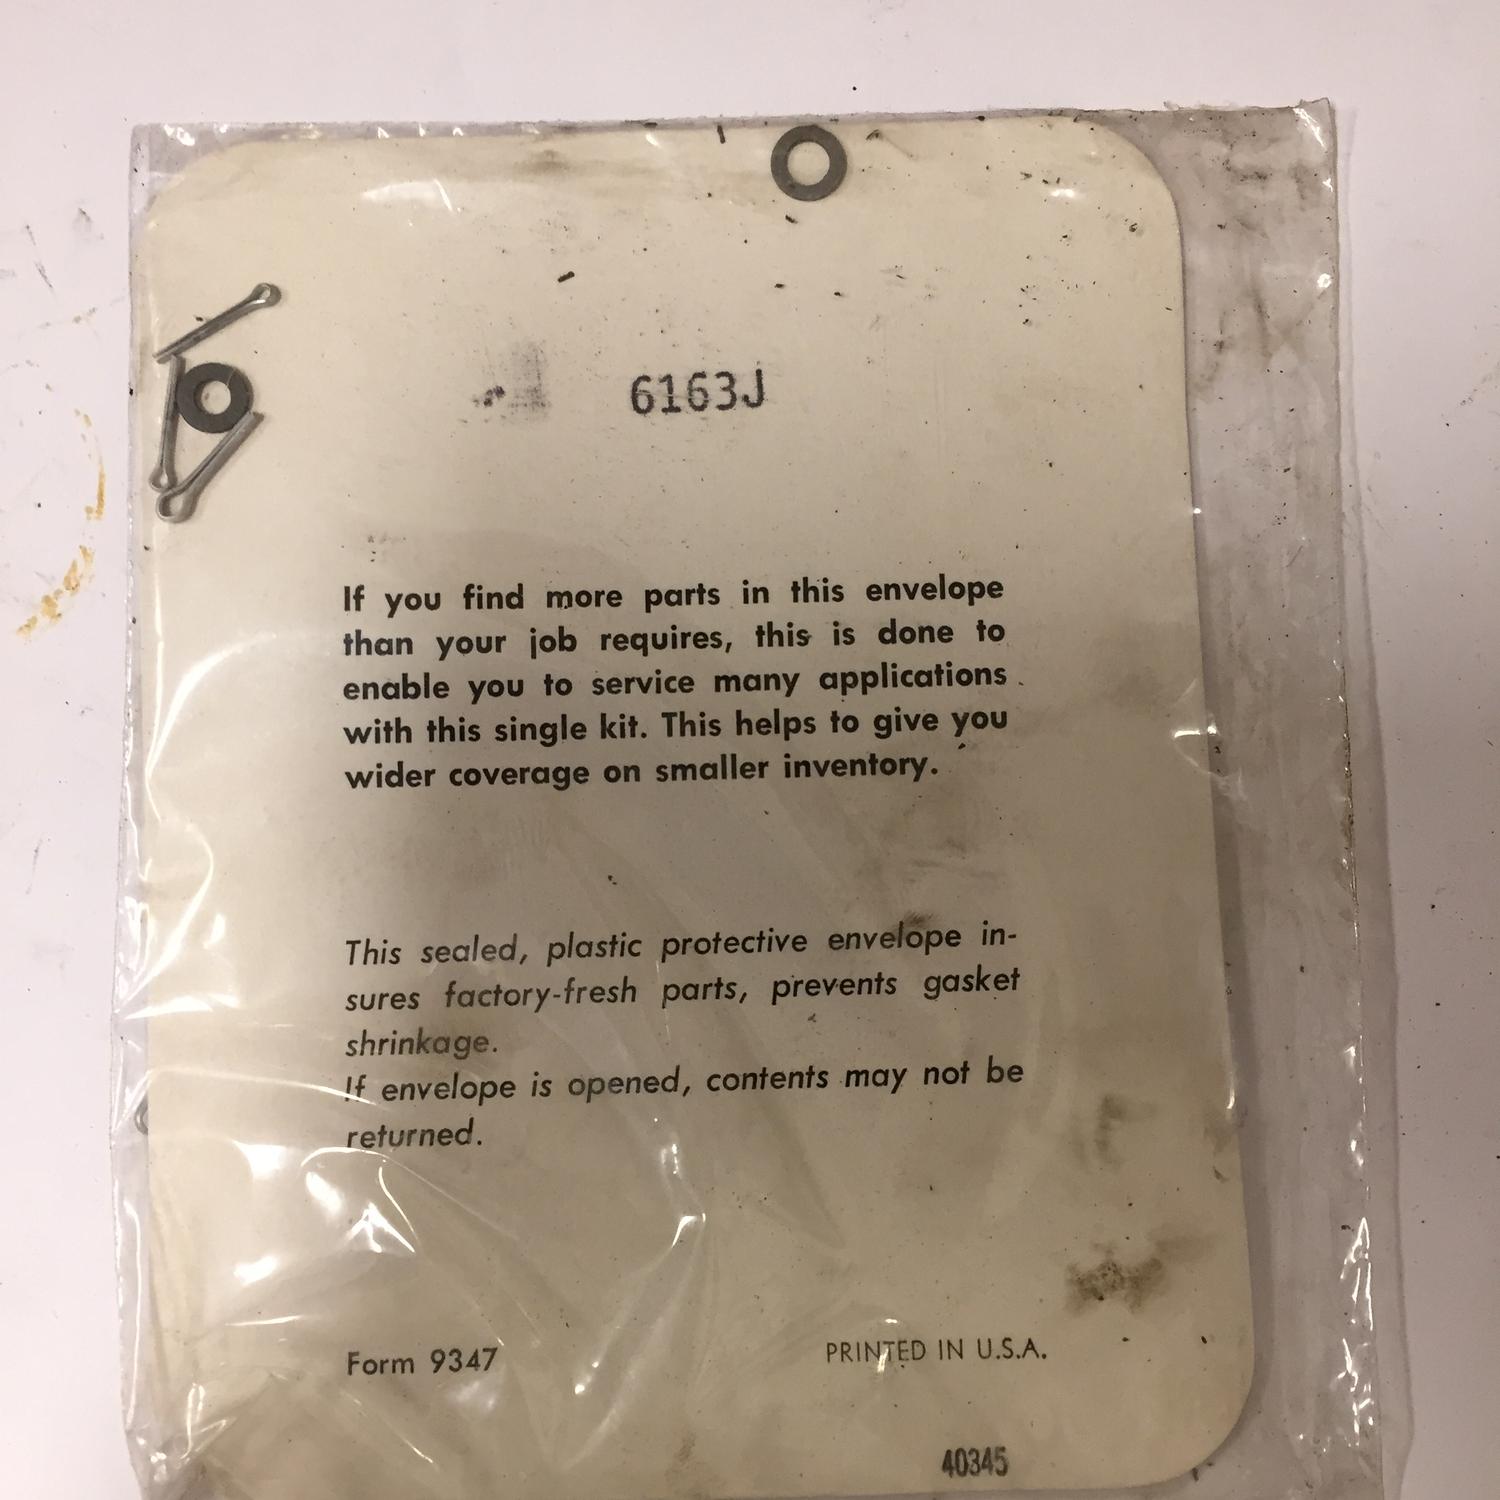 6163J
If you find more parts in this envelope
than your job requires, this is done to
enable you to service many applications
with this single kit. This helps to give you
wider coverage on smaller inventory.
This sealed, plastic protective envelope in-
sures factory-fresh parts, prevents gasket
shrinkage.
If envelope is opened, contents may not be
returned.
Form 9347 PRINTED IN U.S.A.
40345